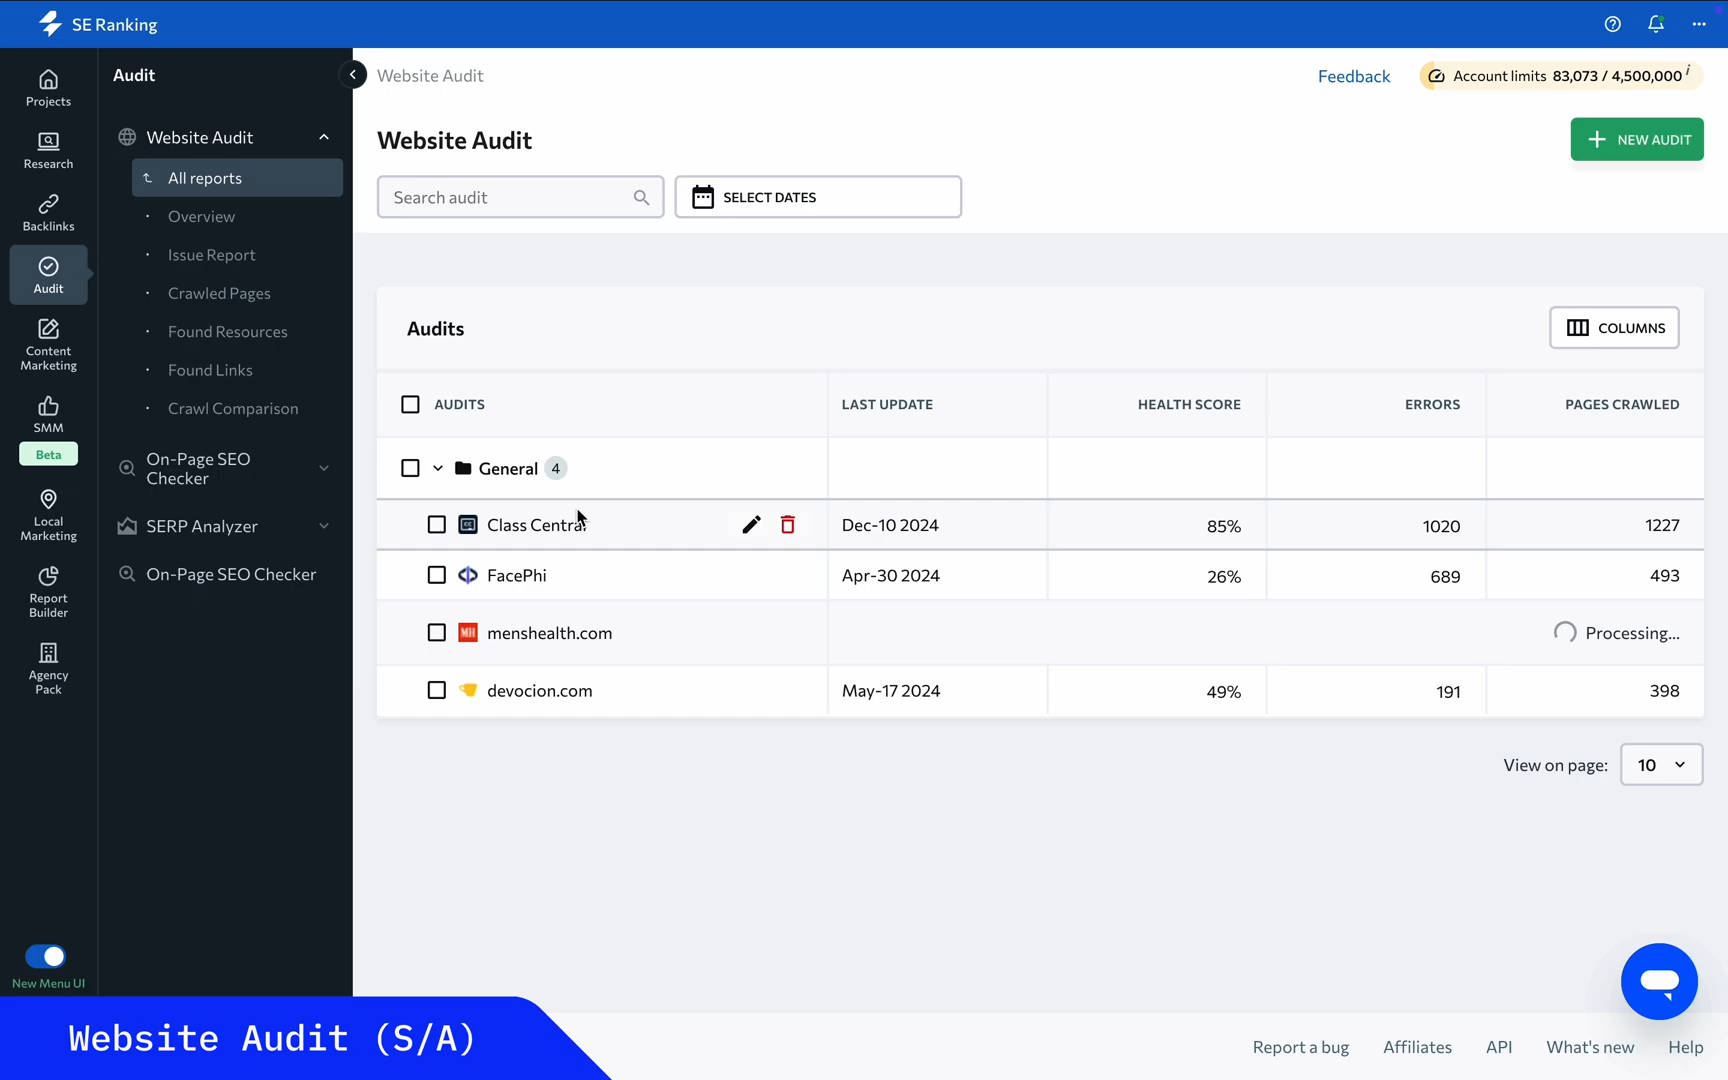 SE Ranking
Projects
Research
Backlinks
Audit
Content
Marketing
SMM
Beta
Local
Marketing
Report
Builder
Agency
Pack
New Menu UI
Audit
Website Audit
All reports
Overview
Issue Report
Crawled Pages
Found Resources
Found Links
Crawl Comparison
On-Page SEO
Checker
SERP Analyzer
On-Page SEO Checker
Website Audit
Feedback
Account limits 83,073 / 4,500,000 i
Website Audit
NEW AUDIT
Search audit
SELECT DATES
Audits
COLUMNS
AUDITS LAST UPDATE HEALTH SCORE ERRORS PAGES CRAWLED
General 4
Class Central Dec-10 2024 85% 1020 1227
FacePhi Apr-30 2024 26% 689 493
MH menshealth.com Processing...
devocion.com May-17 2024 49% 191 398
View on page: 10
Website Audit (S/A)
Report a bug Affiliates API What's new Help